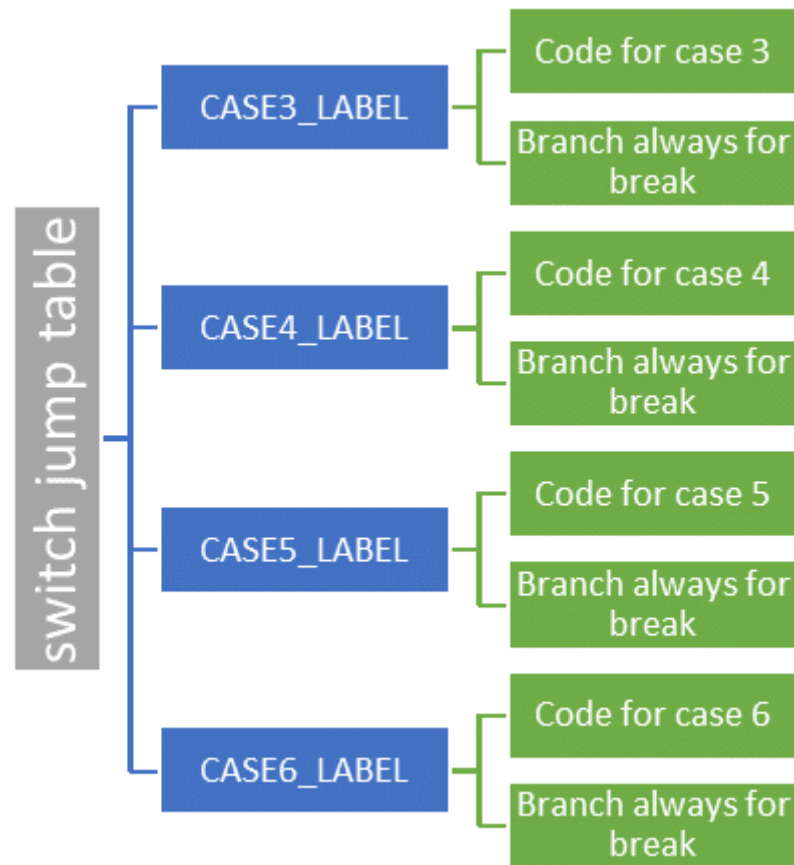 switch jump table
CASE3_LABEL
Code for case 3
Branch always for
break
CASE4_LABEL
Code for case 4
Branch always for
break
CASE5_LABEL
Code for case 5
Branch always for
break
CASE6_LABEL
Code for case 6
Branch always for
break